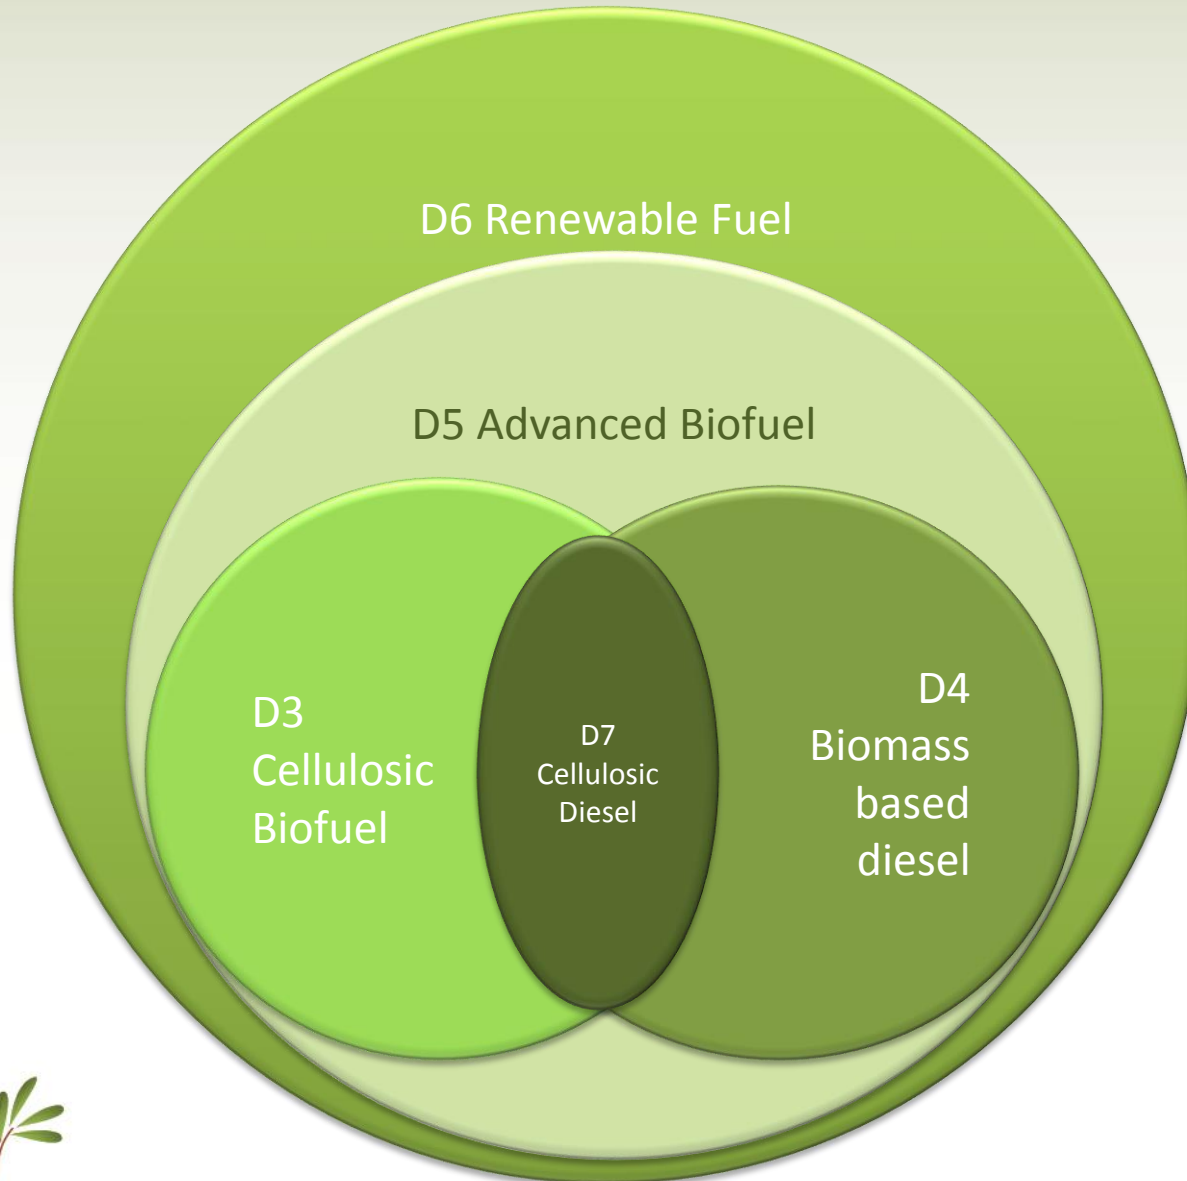 D6 Renewable Fuel
D5 Advanced Biofuel
D3
Cellulosic
Biofuel
D7
Cellulosic
Diesel
D4
Biomass
based
diesel